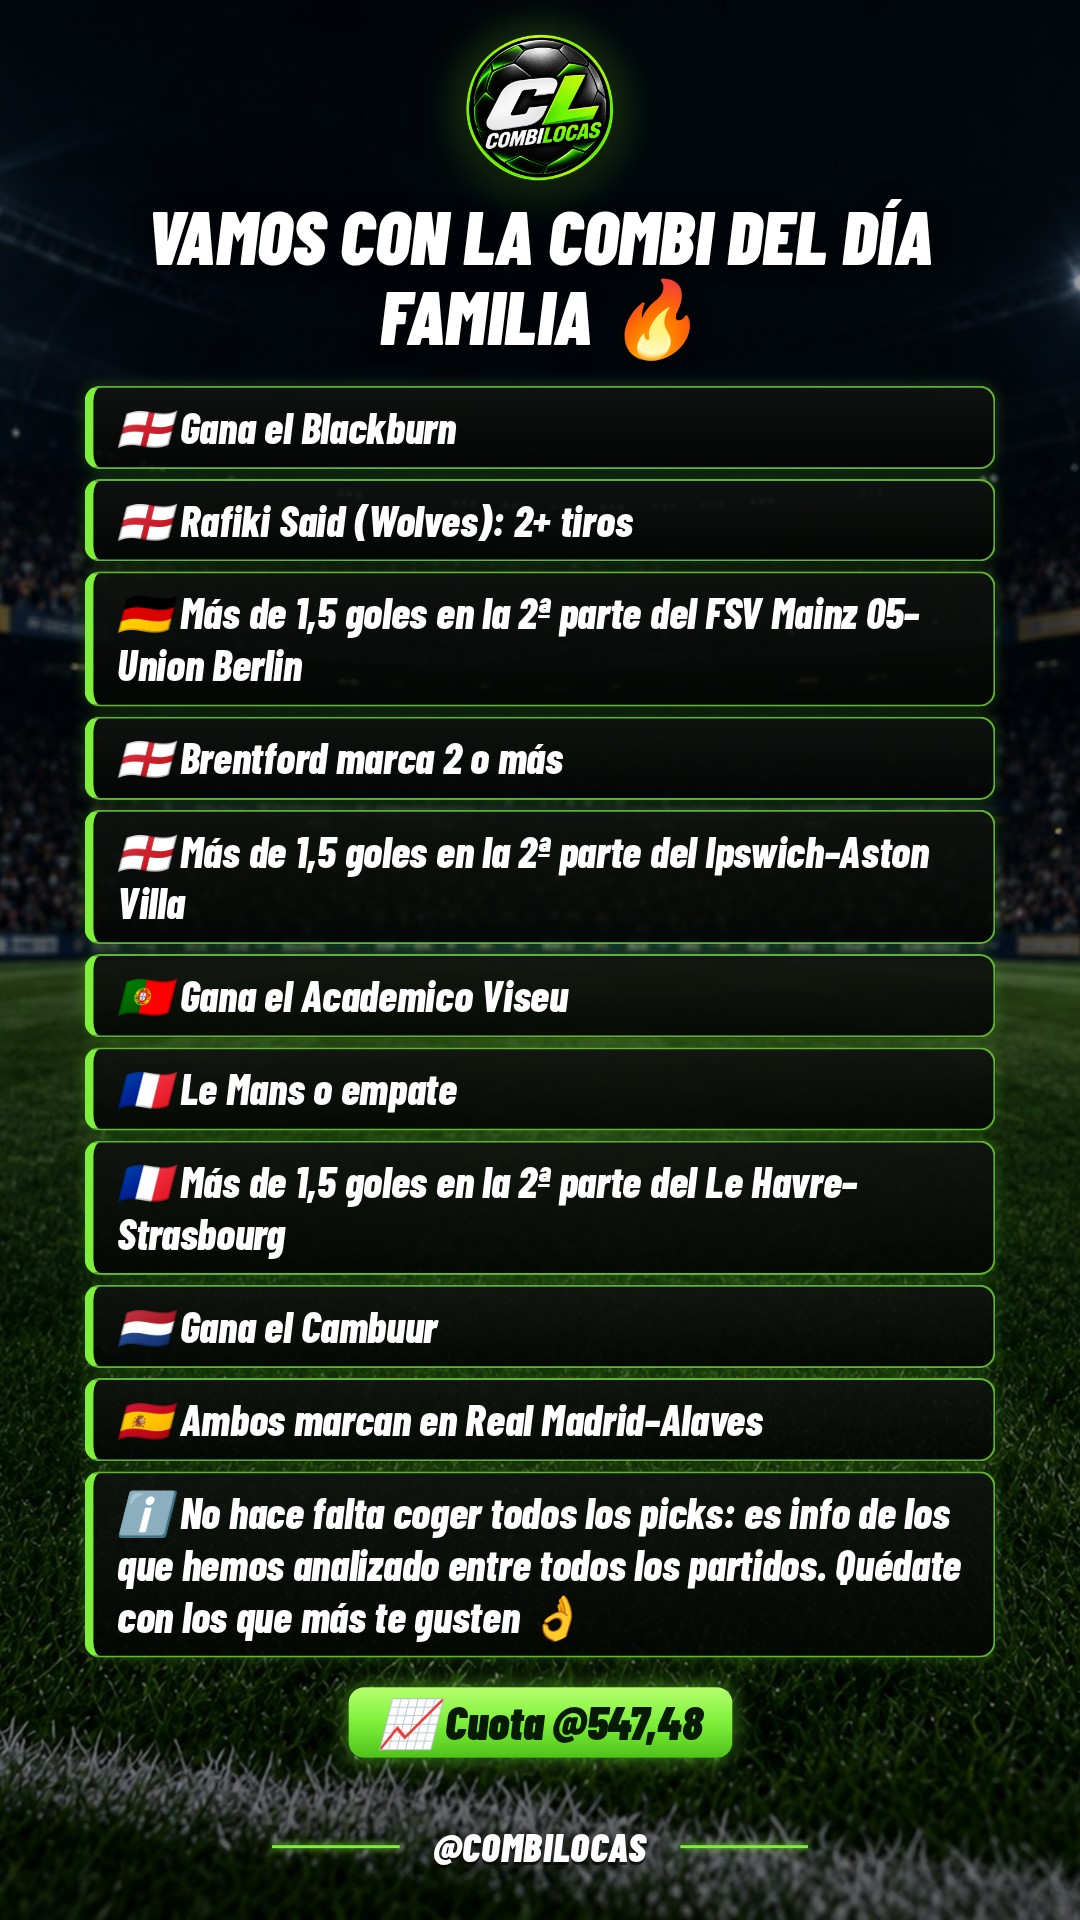 CL
COMBILOCAS
VAMOS CON LA COMBI DEL DÍA
FAMILIA 🔥
🏴󠁧󠁢󠁥󠁮󠁧󠁿 Gana el Blackburn
🏴󠁧󠁢󠁥󠁮󠁧󠁿 Rafiki Said (Wolves): 2+ tiros
🇩🇪 Más de 1,5 goles en la 2ª parte del FSV Mainz 05-
Union Berlin
🏴󠁧󠁢󠁥󠁮󠁧󠁿 Brentford marca 2 o más
🏴󠁧󠁢󠁥󠁮󠁧󠁿 Más de 1,5 goles en la 2ª parte del Ipswich-Aston
Villa
🇵🇹 Gana el Academico Viseu
🇫🇷 Le Mans o empate
🇫🇷 Más de 1,5 goles en la 2ª parte del Le Havre-
Strasbourg
🇳🇱 Gana el Cambuur
🇪🇸 Ambos marcan en Real Madrid-Alaves
ℹ️ No hace falta coger todos los picks: es info de los
que hemos analizado entre todos los partidos. Quédate
con los que más te gusten 👌
📈 Cuota @547,48
@COMBILOCAS